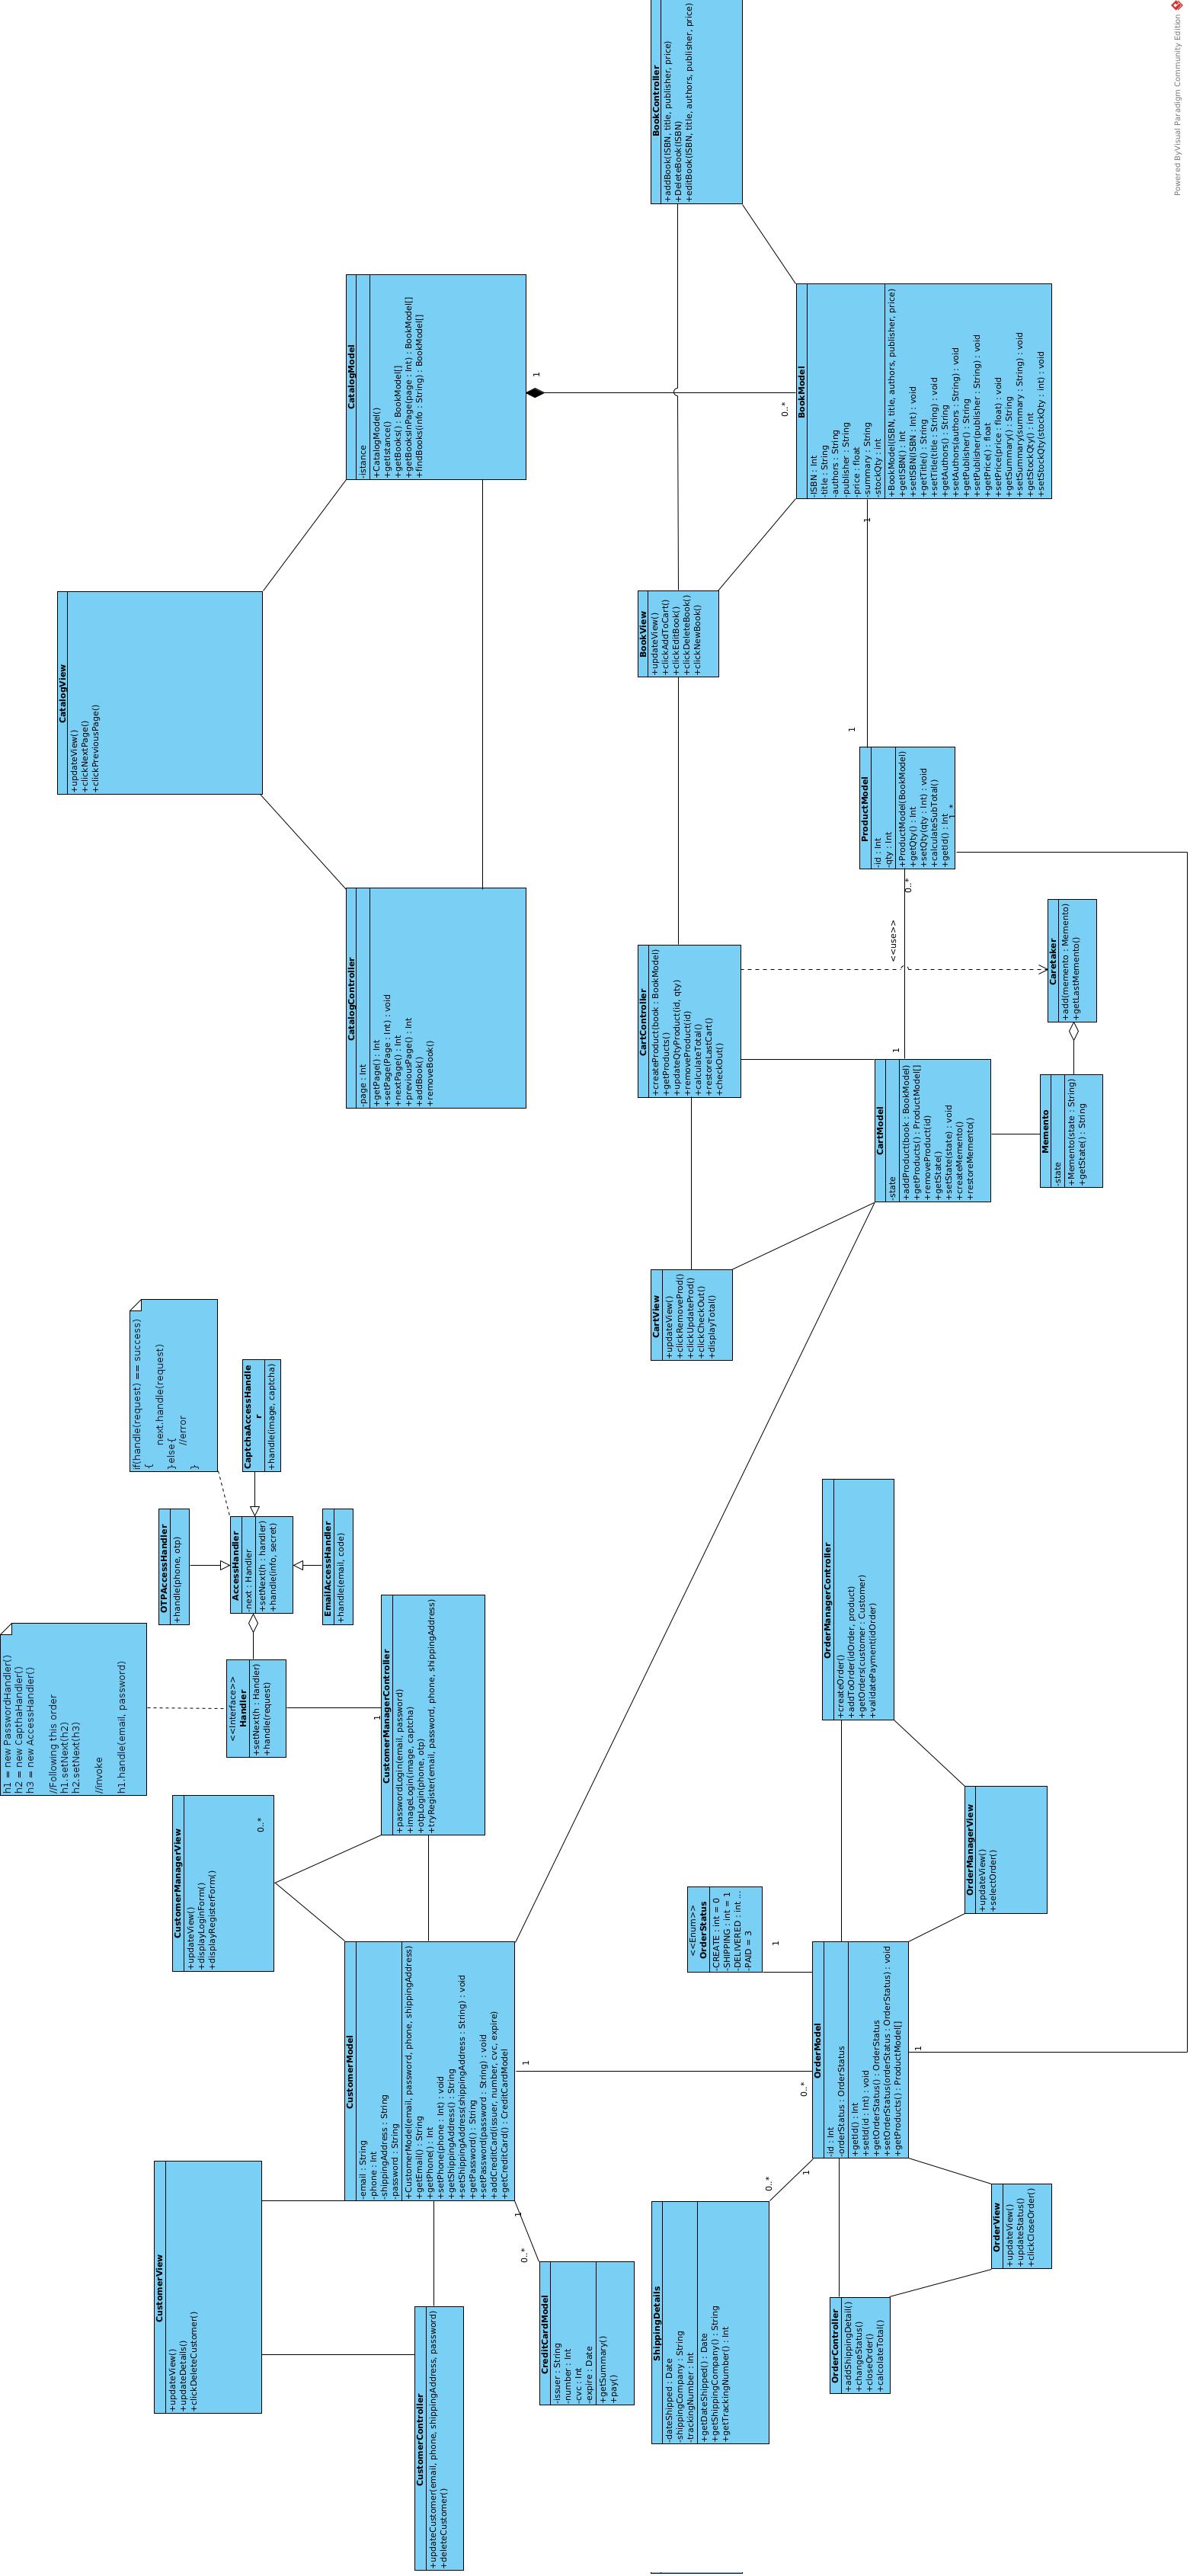 CustomerView
+updateView()
+updateDetails()
+clickDeleteCustomer()
CustomerController
+updateCustomer(email, phone, shippingAddress, password)
+deleteCustomer()
CustomerManagerView
+updateView()
+displayLoginForm()
+displayRegisterForm()
0..*
CustomerModel
-email : String
-phone : Int
-shippingAddress : String
-password : String
+CustomerModel(email, password, phone, shippingAddress)
+getEmail() : String
+getPhone() : Int
+setPhone(phone : Int) : void
+getShippingAddress() : String
+setShippingAddress(shippingAddress : String) : void
+getPassword() : String
+setPassword(password : String) : void
+addCreditCard(issuer, number, cvc, expire)
+getCreditCard() : CreditCardModel
1
0..*
CreditCardModel
-issuer : String
-number : Int
-cvc : Int
-expire : Date
+getSummary()
+pay()
h1 = new PasswordHandler()
h2 = new CapthaHandler()
h3 = new AccessHandler()
//Following this order
h1.setNext(h2)
h2.setNext(h3)
//invoke
h1.handle(email, password)
<<Interface>>
Handler
+setNext(h : Handler)
+handle(request)
1
CustomerManagerController
+passwordLogin(email, password)
+imageLogin(image, captcha)
+otpLogin(phone, otp)
+tryRegister(email, password, phone, shippingAddress)
OTPAccessHandler
+handle(phone, otp)
AccessHandler
-next : Handler
+setNext(h : handler)
+handle(info, secret)
EmailAccessHandler
+handle(email, code)
CaptchaAccessHandle
r
+handle(image, captcha)
if(handle(request) == success)
{
next.handle(request)
}else{
//error
}
CatalogView
+updateView()
+clickNextPage()
+clickPreviousPage()
CatalogController
-page : Int
+getPage() : Int
+setPage(Page : Int) : void
+nextPage() : Int
+previousPage() : Int
+addBook()
+removeBook()
CatalogModel
-istance
+CatalogModel()
+getIstance()
+getBooks() : BookModel[]
+getBooksInPage(page : Int) : BookModel[]
+findBooks(info : String) : BookModel[]
1
0..*
ShippingDetails
-dateShipped : Date
-shippingCompany : String
-trackingNumber : Int
+getDateShipped() : Date
+getShippingCompany() : String
+getTrackingNumber() : Int
0..*
1
OrderController
+addShippingDetail()
+changeStatus()
+closeOrder()
+calcolateTotal()
OrderView
+updateView()
+updateStatus()
+clickCloseOrder()
1
0..*
OrderModel
-id : Int
-orderStatus : OrderStatus
+getId() : Int
+setId(id : Int) : void
+getOrderStatus() : OrderStatus
+setOrderStatus(orderStatus : OrderStatus) : void
+getProducts() : ProductModel[]
1
<<Enum>>
OrderStatus
-CREATE : int = 0
-SHIPPING : int = 1
-DELIVERED : int ...
-PAID = 3
1
OrderManagerView
+updateView()
+selectOrder()
OrderManagerController
+createOrder()
+addToOrder(idOrder, product)
+getOrders(customer : Customer)
+validatePayment(idOrder)
CartView
+updateView()
+clickRemoveProd()
+clickUpdateProd()
+clickCheckOut()
+displayTotal()
CartController
+createProduct(book : BookModel)
+getProducts()
+updateQtyProduct(id, qty)
+removeProduct(id)
+calculateTotal()
+restoreLastCart()
+checkOut()
CartModel
-state
+addProduct(book : BookModel)
+getProducts() : ProductModel[]
+removeProduct(id)
+getState()
+setState(state) : void
+createMemento()
+restoreMemento()
1
<<use>>
0..*
Memento
-state
+Memento(state : String)
+getState() : String
Caretaker
+add(memento : Memento)
+getLastMemento()
ProductModel
-id : Int
-qty : Int
+ProductModel(BookModel)
+getQty() : Int
+setQty(qty : Int) : void
+calculateSubTotal()
+getId() : Int
1..*
1
1
BookView
+updateView()
+clickAddToCart()
+clickEditBook()
+clickDeleteBook()
+clickNewBook()
BookModel
-ISBN : Int
-title : String
-authors : String
-publisher : String
-price : float
-summary : String
-stockQty : int
+BookModel(ISBN, title, authors, publisher, price)
+getISBN() : Int
+setISBN(ISBN : Int) : void
+getTitle() : String
+setTitle(title : String) : void
+getAuthors() : String
+setAuthors(authors : String) : void
+getPublisher() : String
+setPublisher(publisher : String) : void
+getPrice() : float
+setPrice(price : float) : void
+getSummary() : String
+setSummary(summary : String) : void
+getStockQty() : int
+setStockQty(stockQty : int) : void
BookController
+addBook(ISBN, title, publisher, price)
+DeleteBook(ISBN)
+editBook(ISBN, title, authors, publisher, price)
Powered By Visual Paradigm Community Edition